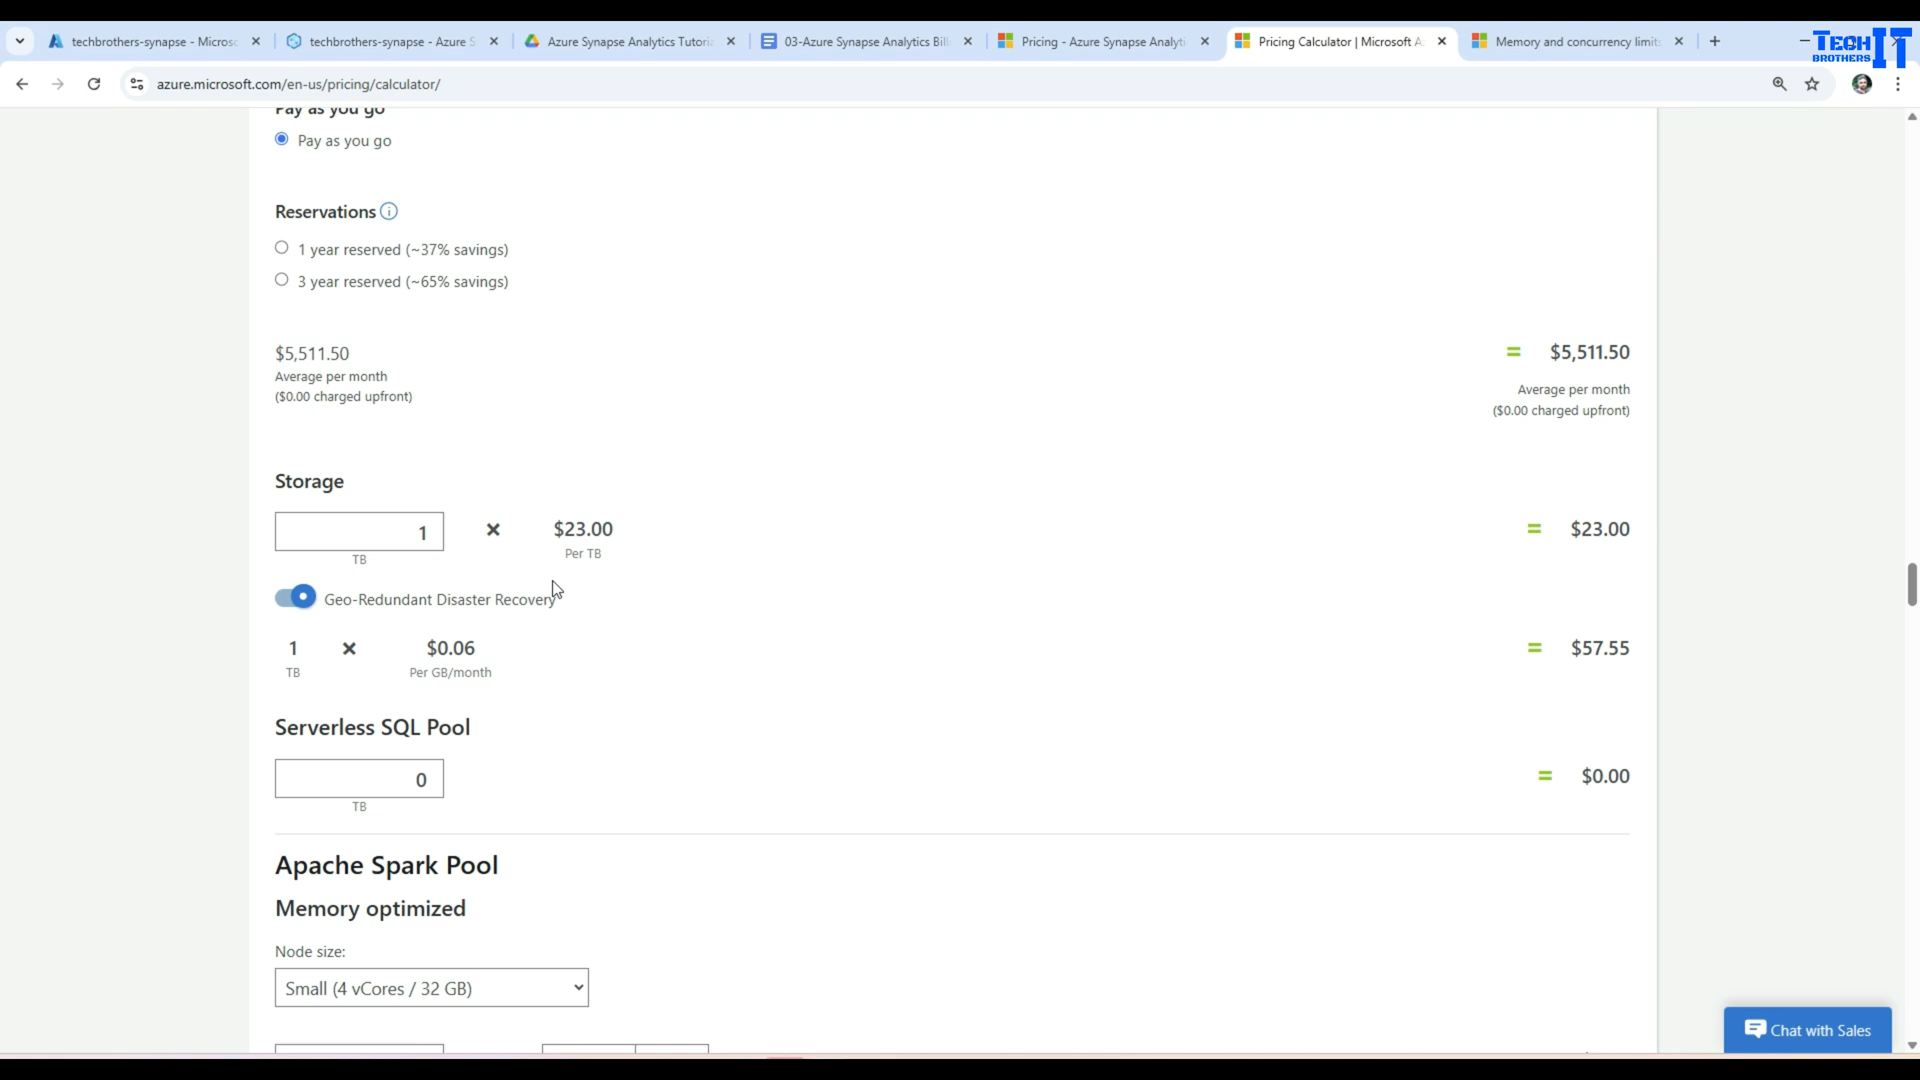 techbrothers-synapse - Microso
techbrothers-synapse - Azure S
Azure Synapse Analytics Tutoria
03-Azure Synapse Analytics Bill
Pricing - Azure Synapse Analyti
Pricing Calculator | Microsoft A
Memory and concurrency limit
TECH
BROTHERS
IT
azure.microsoft.com/en-us/pricing/calculator/
Pay as you go
Pay as you go
Reservations
1 year reserved (~37% savings)
3 year reserved (~65% savings)
$5,511.50 = $5,511.50
Average per month Average per month
($0.00 charged upfront) ($0.00 charged upfront)
Storage
1 × $23.00 = $23.00
TB Per TB
Geo-Redundant Disaster Recovery
1 × $0.06 = $57.55
TB Per GB/month
Serverless SQL Pool
0 = $0.00
TB
Apache Spark Pool
Memory optimized
Node size:
Small (4 vCores / 32 GB)
Chat with Sales